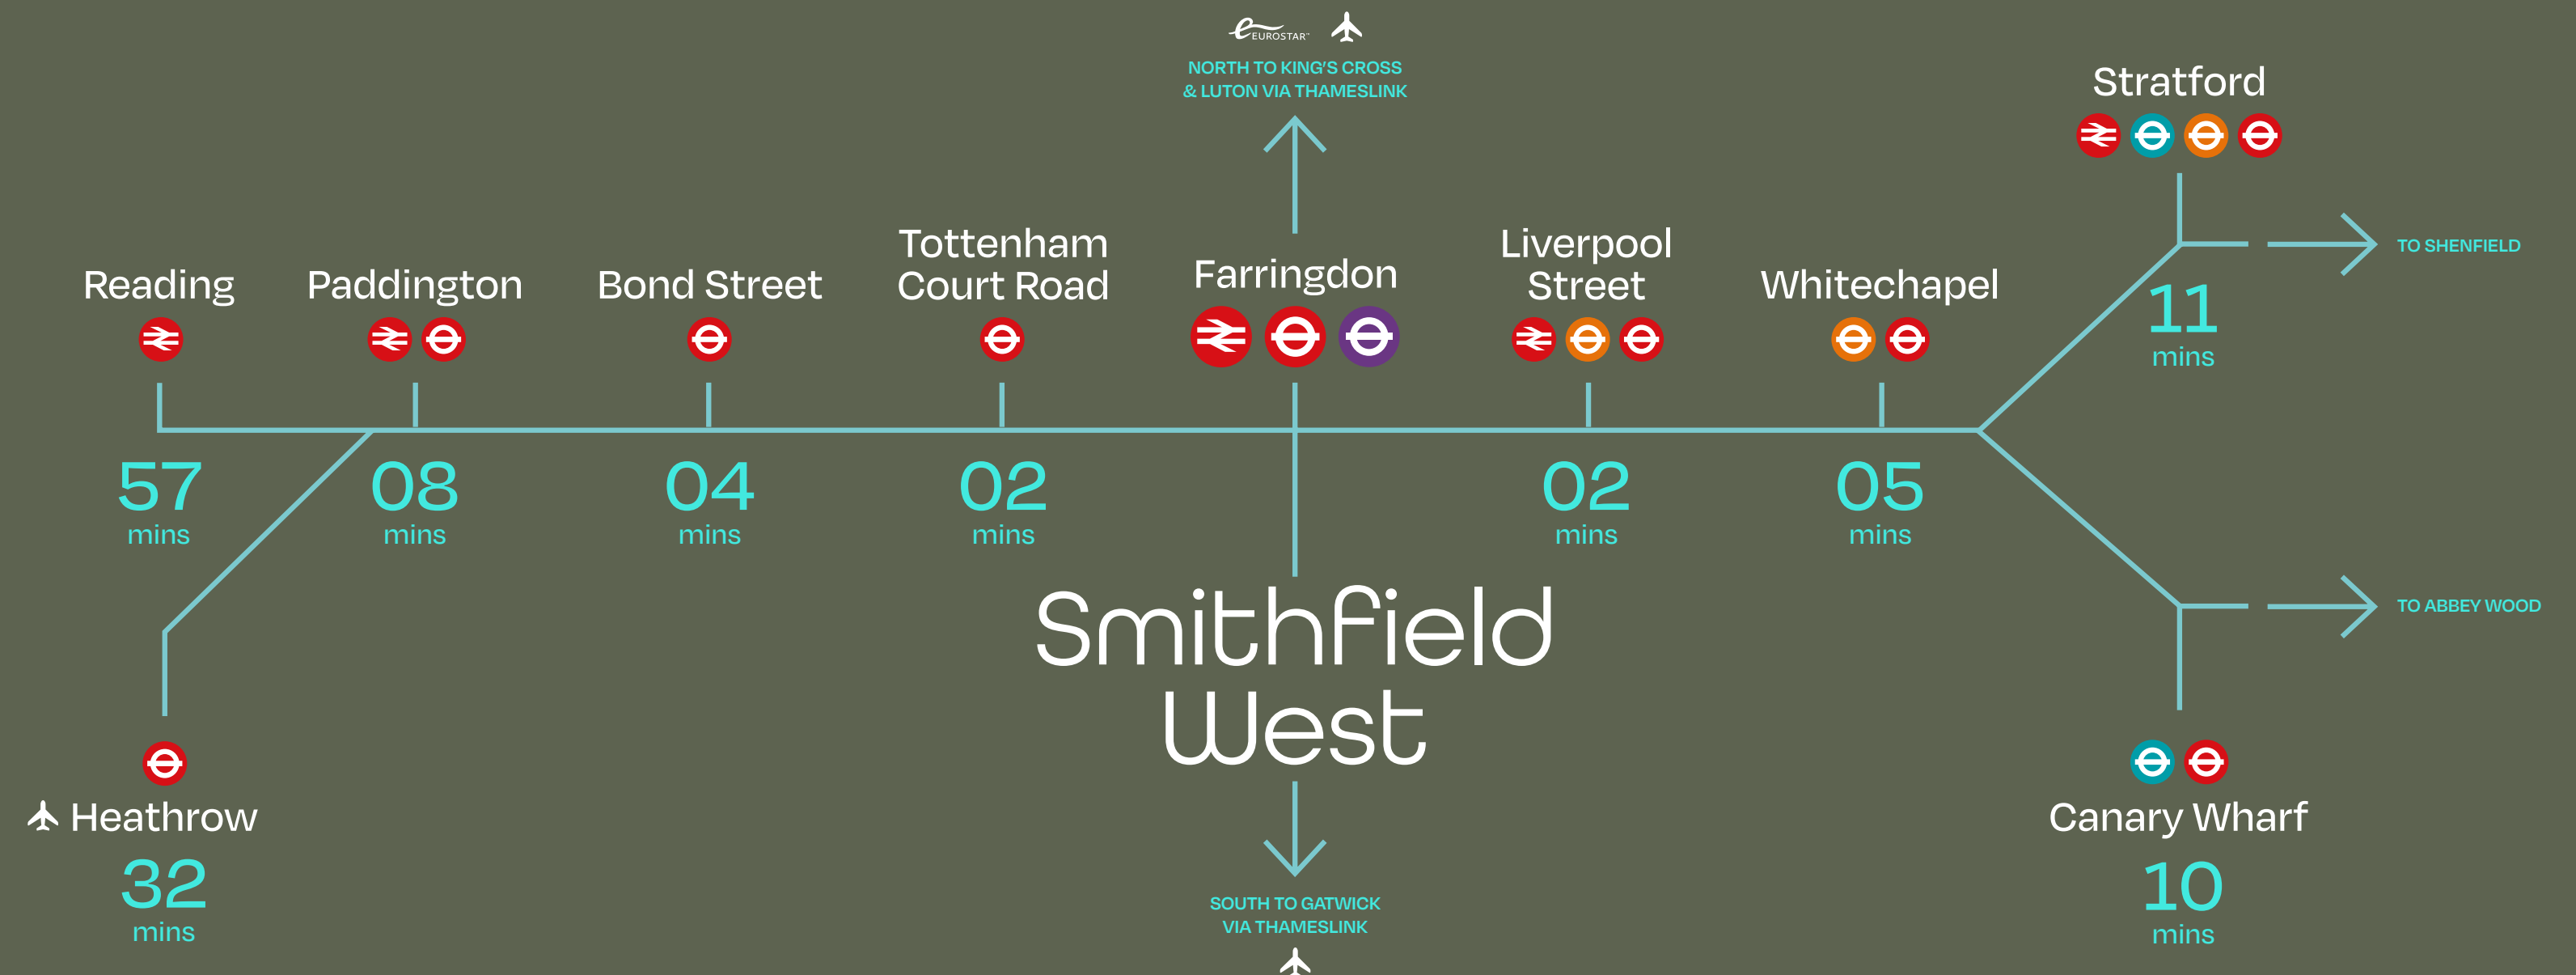 EUROSTAR™
NORTH TO KING'S CROSS
& LUTON VIA THAMESLINK
Stratford
TO SHENFIELD
11
mins
Reading
57
mins
Paddington
08
mins
Bond Street
04
mins
Tottenham
Court Road
02
mins
Farringdon
Liverpool
Street
02
mins
Whitechapel
05
mins
Smithfield
West
TO ABBEY WOOD
Heathrow
32
mins
SOUTH TO GATWICK
VIA THAMESLINK
Canary Wharf
10
mins